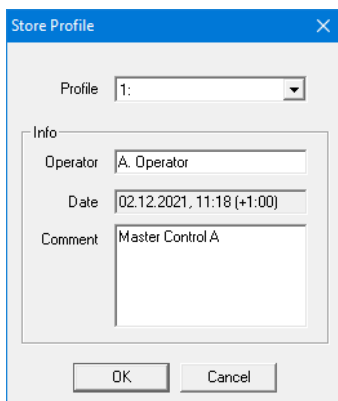 Store Profile
Profile 1:
Info
Operator A. Operator
Date 02.12.2021, 11:18 (+1:00)
Comment Master Control A
OK Cancel